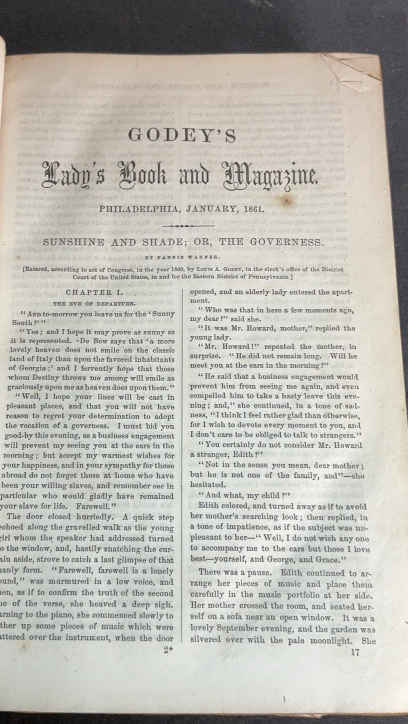 GODEY'S
Lady's Book and Magazine.
PHILADELPHIA, JANUARY, 1861.
SUNSHINE AND SHADE; OR, THE GOVERNESS.
BY FANNIE WARNER.
[Entered, according to act of Congress, in the year 1860, by LOUIS A. GODEY, in the clerk's office of the District
Court of the United States, in and for the Eastern District of Pennsylvania.]
CHAPTER I.
THE EVE OF DEPARTURE.
"AND to-morrow you leave us for the 'Sunny
South?'"
"Yes; and I hope it may prove as sunny as
it is represented. De Bow says that 'a more
lovely heaven does not smile on the classic
land of Italy than upon the favored inhabitants
of Georgia;' and I fervently hope that those
whom Destiny throws me among will smile as
graciously upon me as heaven does upon them."
"Well, I hope your lines will be cast in
pleasant places, and that you will not have
reason to regret your determination to adopt
the vocation of a governess. I must bid you
good-by this evening, as a business engagement
will prevent my seeing you at the cars in the
morning; but accept my warmest wishes for
your happiness, and in your sympathy for those
abroad do not forget those at home who have
been your willing slaves, and remember one in
particular who would gladly have remained
your slave for life. Farewell."
The door closed hurriedly. A quick step
echoed along the gravelled walk as the young
girl whom the speaker had addressed turned
to the window, and, hastily snatching the cur-
tain aside, strove to catch a last glimpse of that
manly form. "'Farewell, farewell is a lonely
sound,'" was murmured in a low voice, and
then, as if to confirm the truth of the second
of the verse, she heaved a deep sigh.
turning to the piano, she commenced slowly to
gather up some pieces of music which were
scattered over the instrument, when the door
2*
opened, and an elderly lady entered the apart-
ment.
"Who was that in here a few moments ago,
my dear?" said she.
"It was Mr. Howard, mother," replied the
young lady.
"Mr. Howard!" repeated the mother, in
surprise. "He did not remain long. Will he
meet you at the cars in the morning?"
"He said that a business engagement would
prevent him from seeing me again, and even
compelled him to take a hasty leave this eve-
ning; and," she continued, in a tone of sad-
ness, "I think I feel rather glad than otherwise,
for I wish to devote every moment to you, and
I don't care to be obliged to talk to strangers."
"You certainly do not consider Mr. Howard
a stranger, Edith?"
"Not in the sense you mean, dear mother;
but he is not one of the family, and"—she
hesitated.
"And what, my child?"
Edith colored, and turned away as if to avoid
her mother's searching look; then replied, in
a tone of impatience, as if the subject was un-
pleasant to her—"Well, I do not wish any one
to accompany me to the cars but those I love
best—yourself, and George, and Grace."
There was a pause. Edith continued to ar-
range her pieces of music and place them
carefully in the music portfolio at her side.
Her mother crossed the room, and seated her-
self on a sofa near an open window. It was a
lovely September evening, and the garden was
silvered over with the pale moonlight. She
17